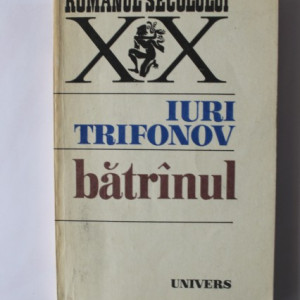 ROMANUL SECOLULUI
XX
IURI
TRIFONOV
bătrînul
UNIVERS